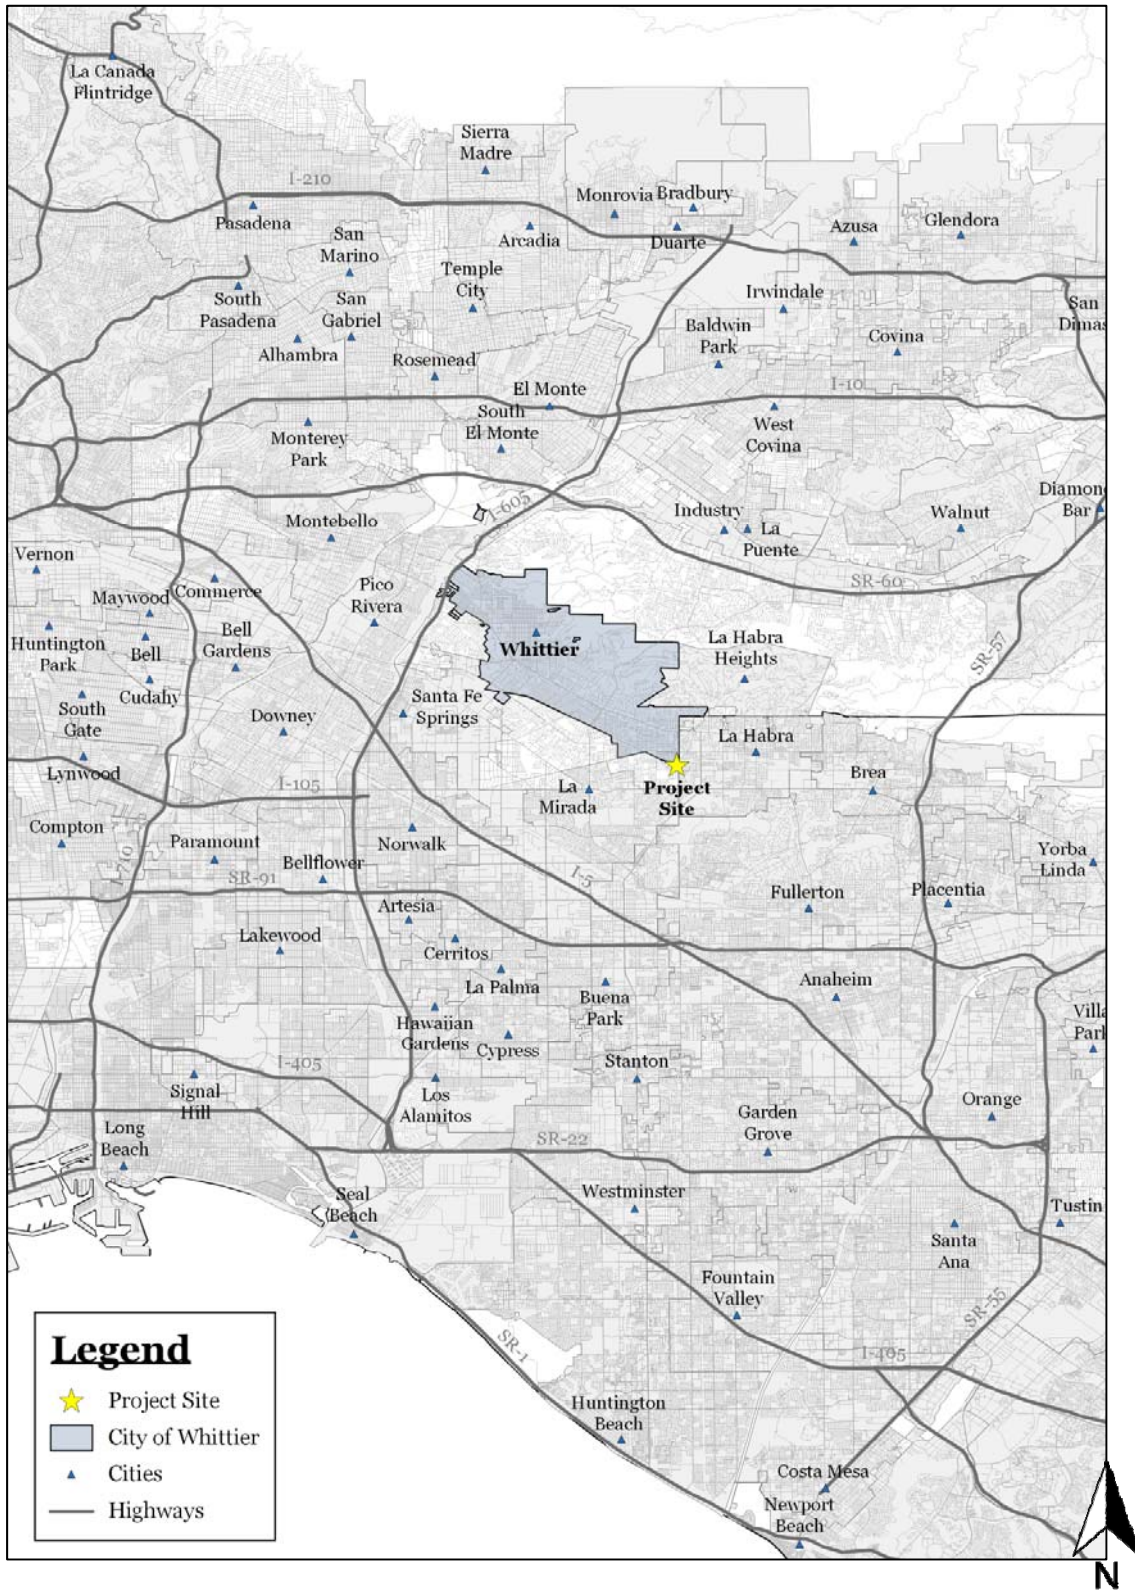 La Canada
Flintridge
Sierra
Madre
I-210
Monrovia
Bradbury
Pasadena
Arcadia
Duarte
Azusa
Glendora
San
Marino
Temple
City
South
Pasadena
San
Gabriel
Irwindale
San
Dimas
Alhambra
Baldwin
Park
Covina
Rosemead
El Monte
I-10
South
El Monte
Monterey
Park
West
Covina
Montebello
I-605
Industry
La
Puente
Walnut
Diamond
Bar
Vernon
Maywood
Commerce
Pico
Rivera
SR-60
Huntington
Park
Bell
Bell
Gardens
Whittier
La Habra
Heights
SR-57
Cudahy
South
Gate
Downey
Santa Fe
Springs
La Habra
Lynwood
I-105
La
Mirada
Project
Site
Brea
Compton
Paramount
Norwalk
I-710
Bellflower
SR-91
I-5
Yorba
Linda
Artesia
Fullerton
Placentia
Lakewood
Cerritos
La Palma
Buena
Park
Anaheim
Hawaiian
Gardens
Cypress
Villa
Park
I-405
Stanton
Signal
Hill
Los
Alamitos
Garden
Grove
Orange
Long
Beach
SR-22
Seal
Beach
Westminster
Tustin
Santa
Ana
Fountain
Valley
SR-55
SR-1
I-405
Huntington
Beach
Costa Mesa
Newport
Beach
Legend
Project Site
City of Whittier
Cities
Highways
N